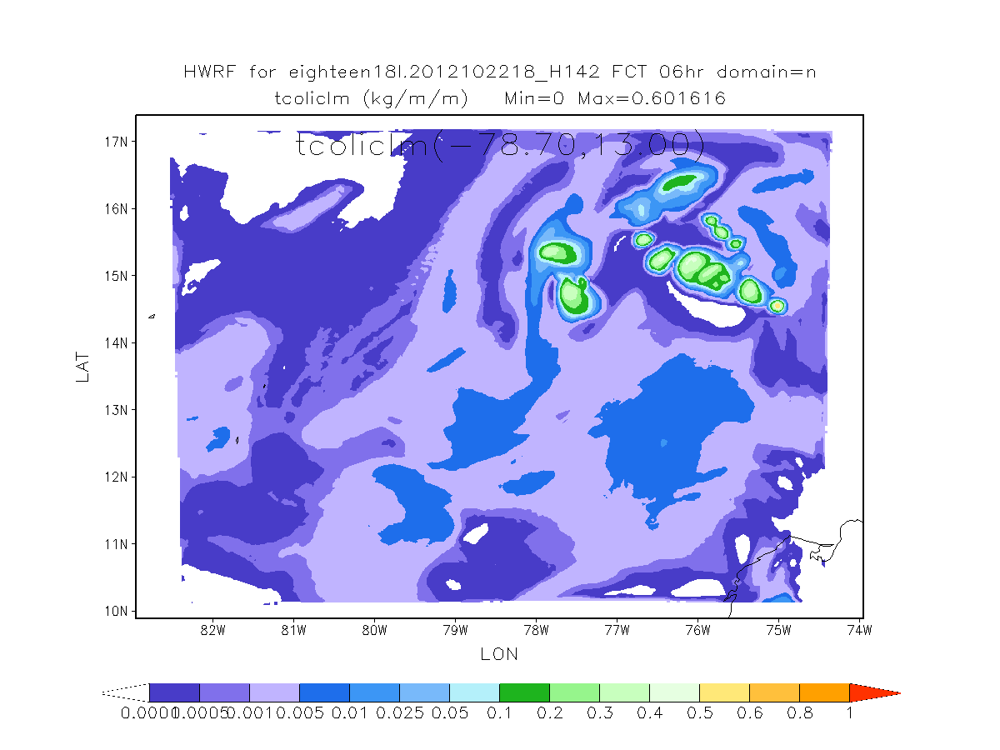 HWRF for eighteen18l.2012102218_H142 FCT 06hr domain=n
tcoliclm (kg/m/m) Min=0 Max=0.601616
tcoliclm(-78.70,13.00)
17N
16N
15N
14N
13N
12N
11N
10N
LAT
82W 81W 80W 79W 78W 77W 76W 75W 74W
LON
0.0001 0.0005 0.001 0.005 0.01 0.025 0.05 0.1 0.2 0.3 0.4 0.5 0.6 0.8 1